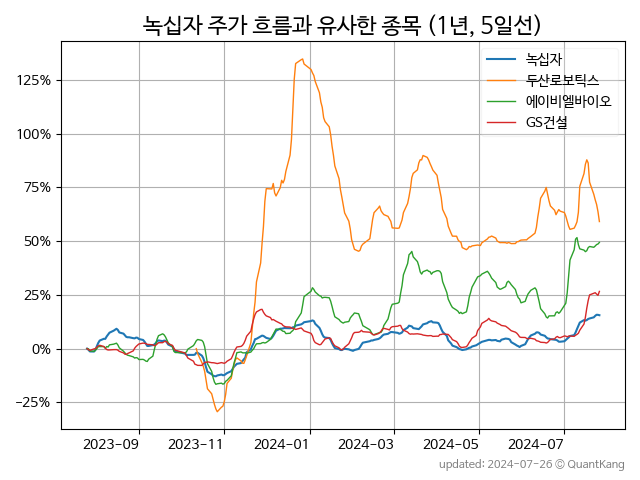 녹십자 주가 흐름과 유사한 종목 (1년, 5일선)
녹십자
두산로보틱스
에이비엘바이오
GS건설
125%
100%
75%
50%
25%
0%
−25%
2023−09 2023−11 2024−01 2024−03 2024−05 2024−07
updated: 2024-07-26 © QuantKang